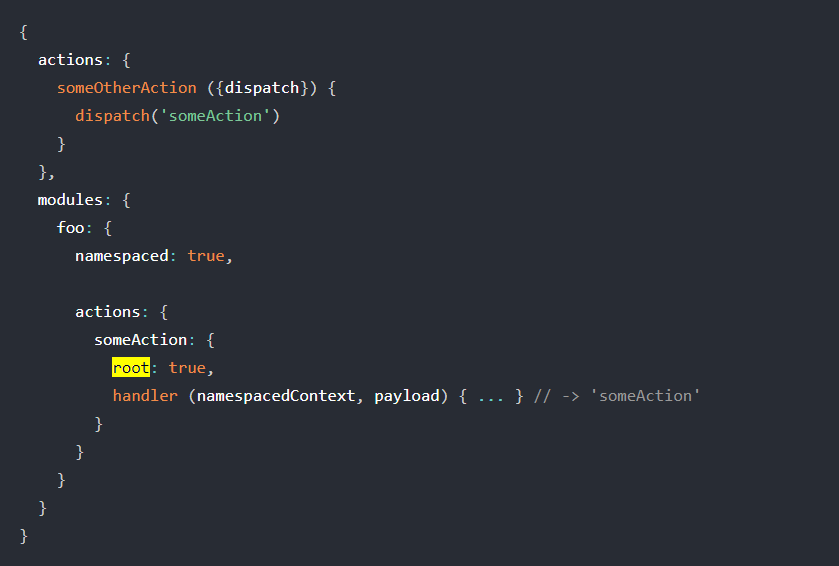 {
  actions: {
    someOtherAction ({dispatch}) {
      dispatch('someAction')
    }
  },
  modules: {
    foo: {
      namespaced: true,

      actions: {
        someAction: {
          root: true,
          handler (namespacedContext, payload) { ... } // -> 'someAction'
        }
      }
    }
  }
}